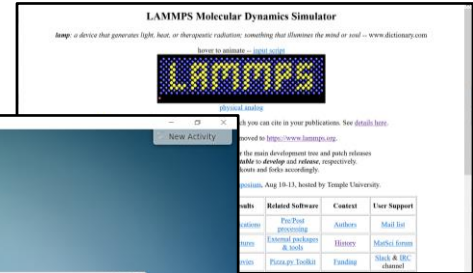 LAMMPS Molecular Dynamics Simulator
lamp: a device that generates light, heat, or therapeutic radiation; something that illumines the mind or soul -- www.dictionary.com
hover to animate -- input script
LAMMPS
physical analog
ch you can cite in your publications. See details here.
moved to https://www.lammps.org.
r the main development tree and patch releases
table to develop and release, respectively.
kouts and forks accordingly.
posium, Aug 10-13, hosted by Temple University.
New Activity
sults Related Software Context User Support
cations Pre/Post processing Authors Mail list
tures External packages & tools History MatSci forum
ovies Pizza.py Toolkit Funding Slack & IRC channel